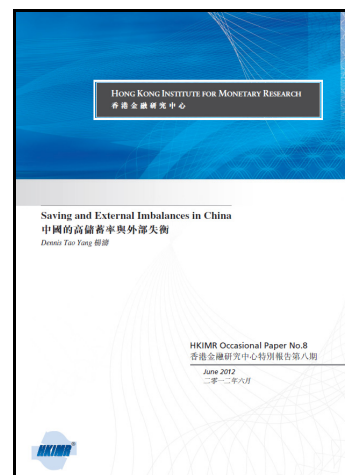 HONG KONG INSTITUTE FOR MONETARY RESEARCH
香港金融研究中心
Saving and External Imbalances in China
中國的高儲蓄率與外部失衡
Dennis Tao Yang 楊濤
HKIMR Occasional Paper No.8
香港金融研究中心特別報告第八期
June 2012
二零一二年六月
HKIMR